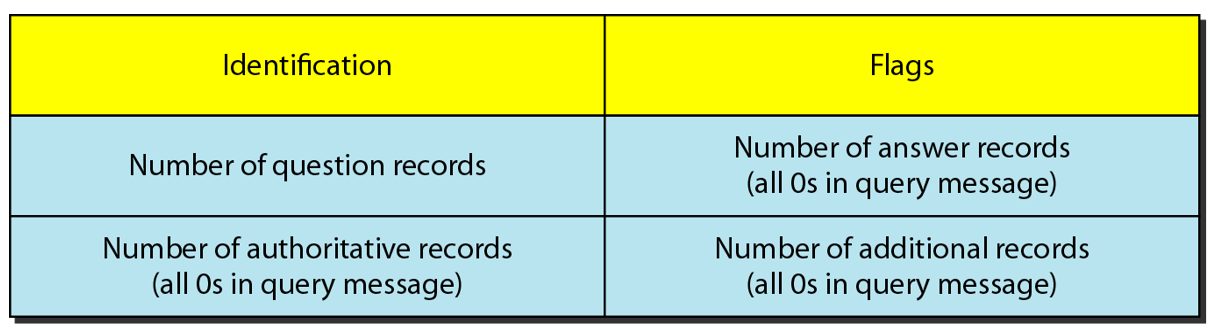 Identification
Flags
Number of question records
Number of answer records
(all 0s in query message)
Number of authoritative records
(all 0s in query message)
Number of additional records
(all 0s in query message)